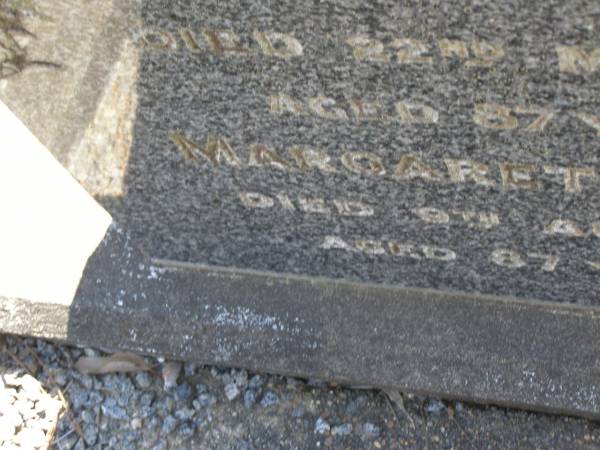 DIED 22ND M
AGED 87 Y
MARGARET
DIED 9TH A
AGED 87